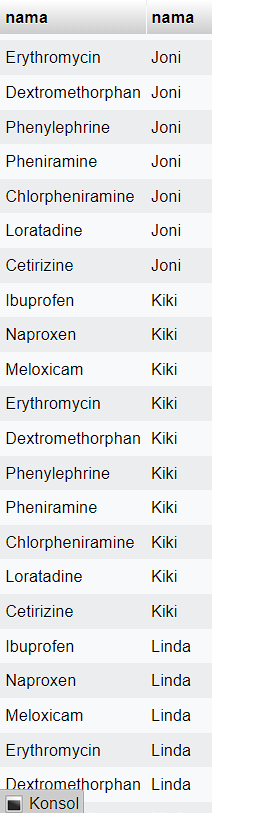 nama nama
Erythromycin Joni
Dextromethorphan Joni
Phenylephrine Joni
Pheniramine Joni
Chlorpheniramine Joni
Loratadine Joni
Cetirizine Joni
Ibuprofen Kiki
Naproxen Kiki
Meloxicam Kiki
Erythromycin Kiki
Dextromethorphan Kiki
Phenylephrine Kiki
Pheniramine Kiki
Chlorpheniramine Kiki
Loratadine Kiki
Cetirizine Kiki
Ibuprofen Linda
Naproxen Linda
Meloxicam Linda
Erythromycin Linda
Dextromethorphan Linda
Konsol